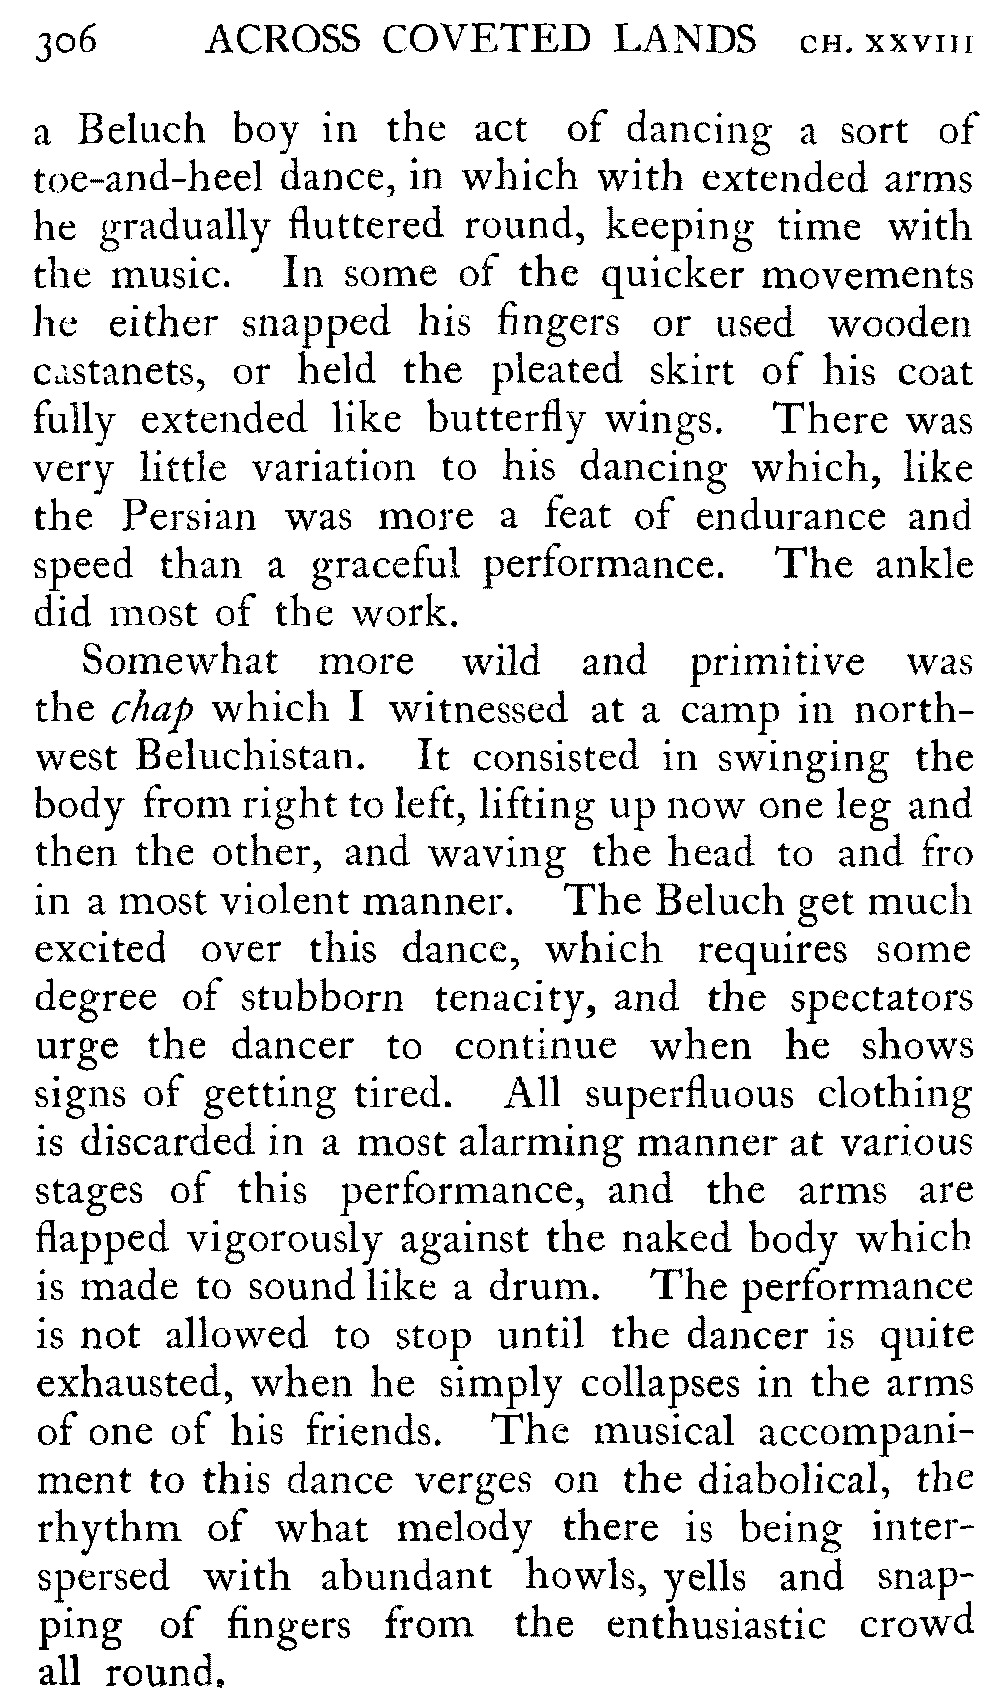 306 ACROSS COVETED LANDS CH. XXVIII
a Beluch boy in the act of dancing a sort of
toe-and-heel dance, in which with extended arms
he gradually fluttered round, keeping time with
the music. In some of the quicker movements
he either snapped his fingers or used wooden
castanets, or held the pleated skirt of his coat
fully extended like butterfly wings. There was
very little variation to his dancing which, like
the Persian was more a feat of endurance and
speed than a graceful performance. The ankle
did most of the work.
Somewhat more wild and primitive was
the chap which I witnessed at a camp in north-
west Beluchistan. It consisted in swinging the
body from right to left, lifting up now one leg and
then the other, and waving the head to and fro
in a most violent manner. The Beluch get much
excited over this dance, which requires some
degree of stubborn tenacity, and the spectators
urge the dancer to continue when he shows
signs of getting tired. All superfluous clothing
is discarded in a most alarming manner at various
stages of this performance, and the arms are
flapped vigorously against the naked body which
is made to sound like a drum. The performance
is not allowed to stop until the dancer is quite
exhausted, when he simply collapses in the arms
of one of his friends. The musical accompani-
ment to this dance verges on the diabolical, the
rhythm of what melody there is being inter-
spersed with abundant howls, yells and snap-
ping of fingers from the enthusiastic crowd
all round.